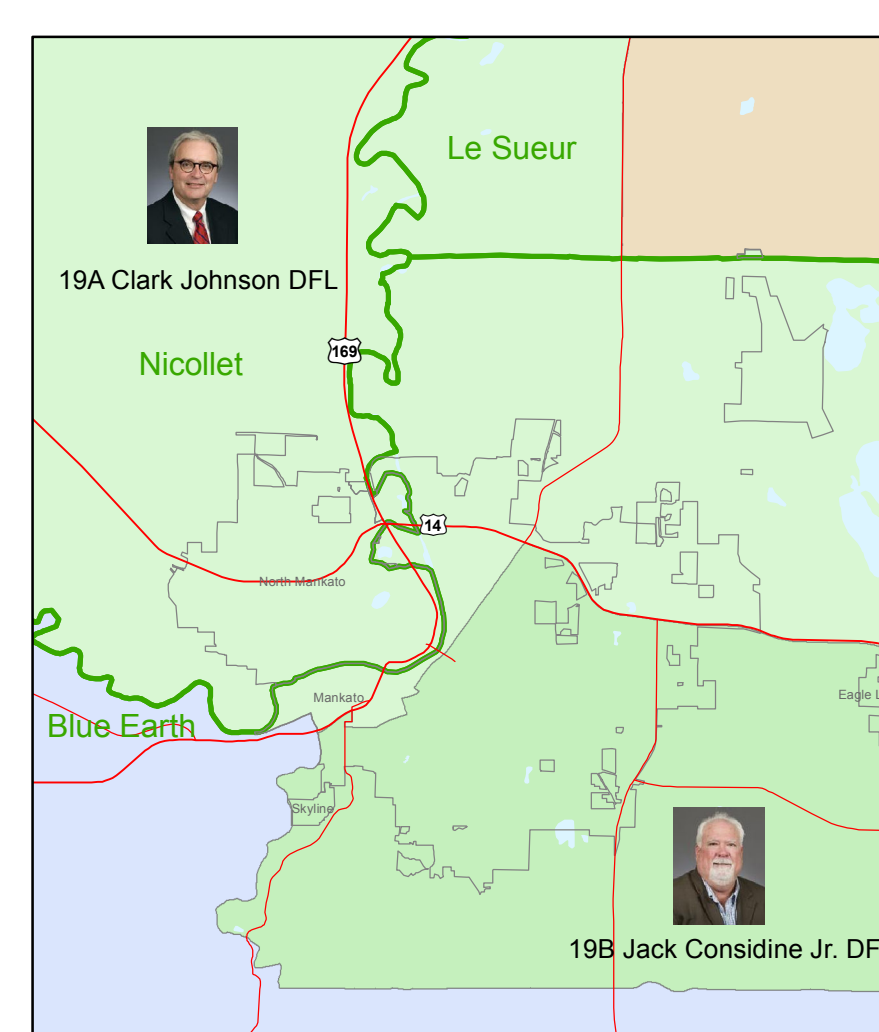 Le Sueur
19A Clark Johnson DFL
169
Nicollet
14
North Mankato
Mankato
Eagle L
Blue Earth
Skyline
19B Jack Considine Jr. DF